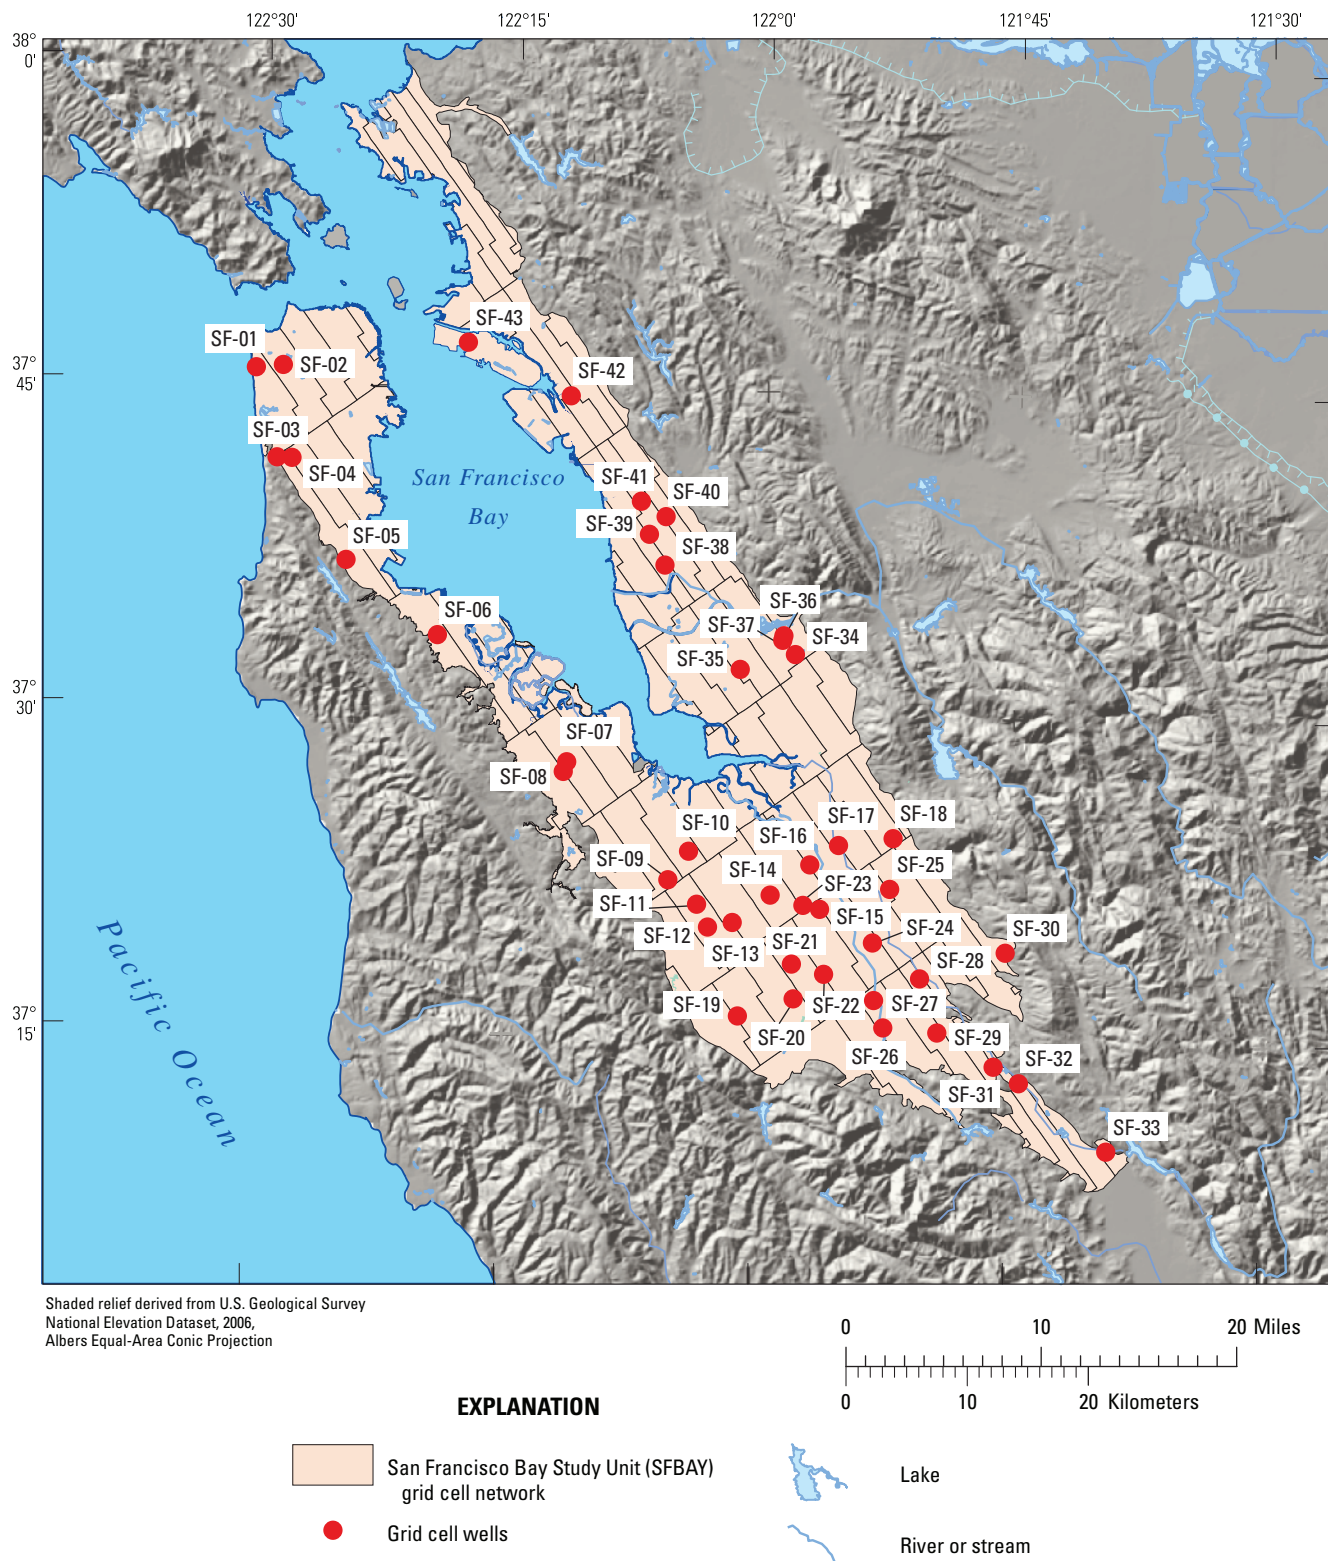 122°30' 122°15' 122°0' 121°45' 121°30'
38°
0'
SF-43
SF-01
SF-02
37°
45'
SF-42
SF-03
SF-04
San Francisco
Bay
SF-41
SF-40
SF-39
SF-05
SF-38
SF-06
SF-36
SF-37
SF-34
SF-35
37°
30'
SF-07
SF-08
SF-17
SF-18
SF-10
SF-16
SF-09
SF-14
SF-25
SF-23
SF-11
SF-15
SF-12
SF-24
SF-13
SF-21
SF-30
SF-28
Pacific Ocean
37°
15'
SF-19
SF-22
SF-27
SF-20
SF-29
SF-26
SF-32
SF-31
SF-33
Shaded relief derived from U.S. Geological Survey
National Elevation Dataset, 2006,
Albers Equal-Area Conic Projection
0 10 20 Miles
0 10 20 Kilometers
EXPLANATION
San Francisco Bay Study Unit (SFBAY)
grid cell network
Grid cell wells
Lake
River or stream